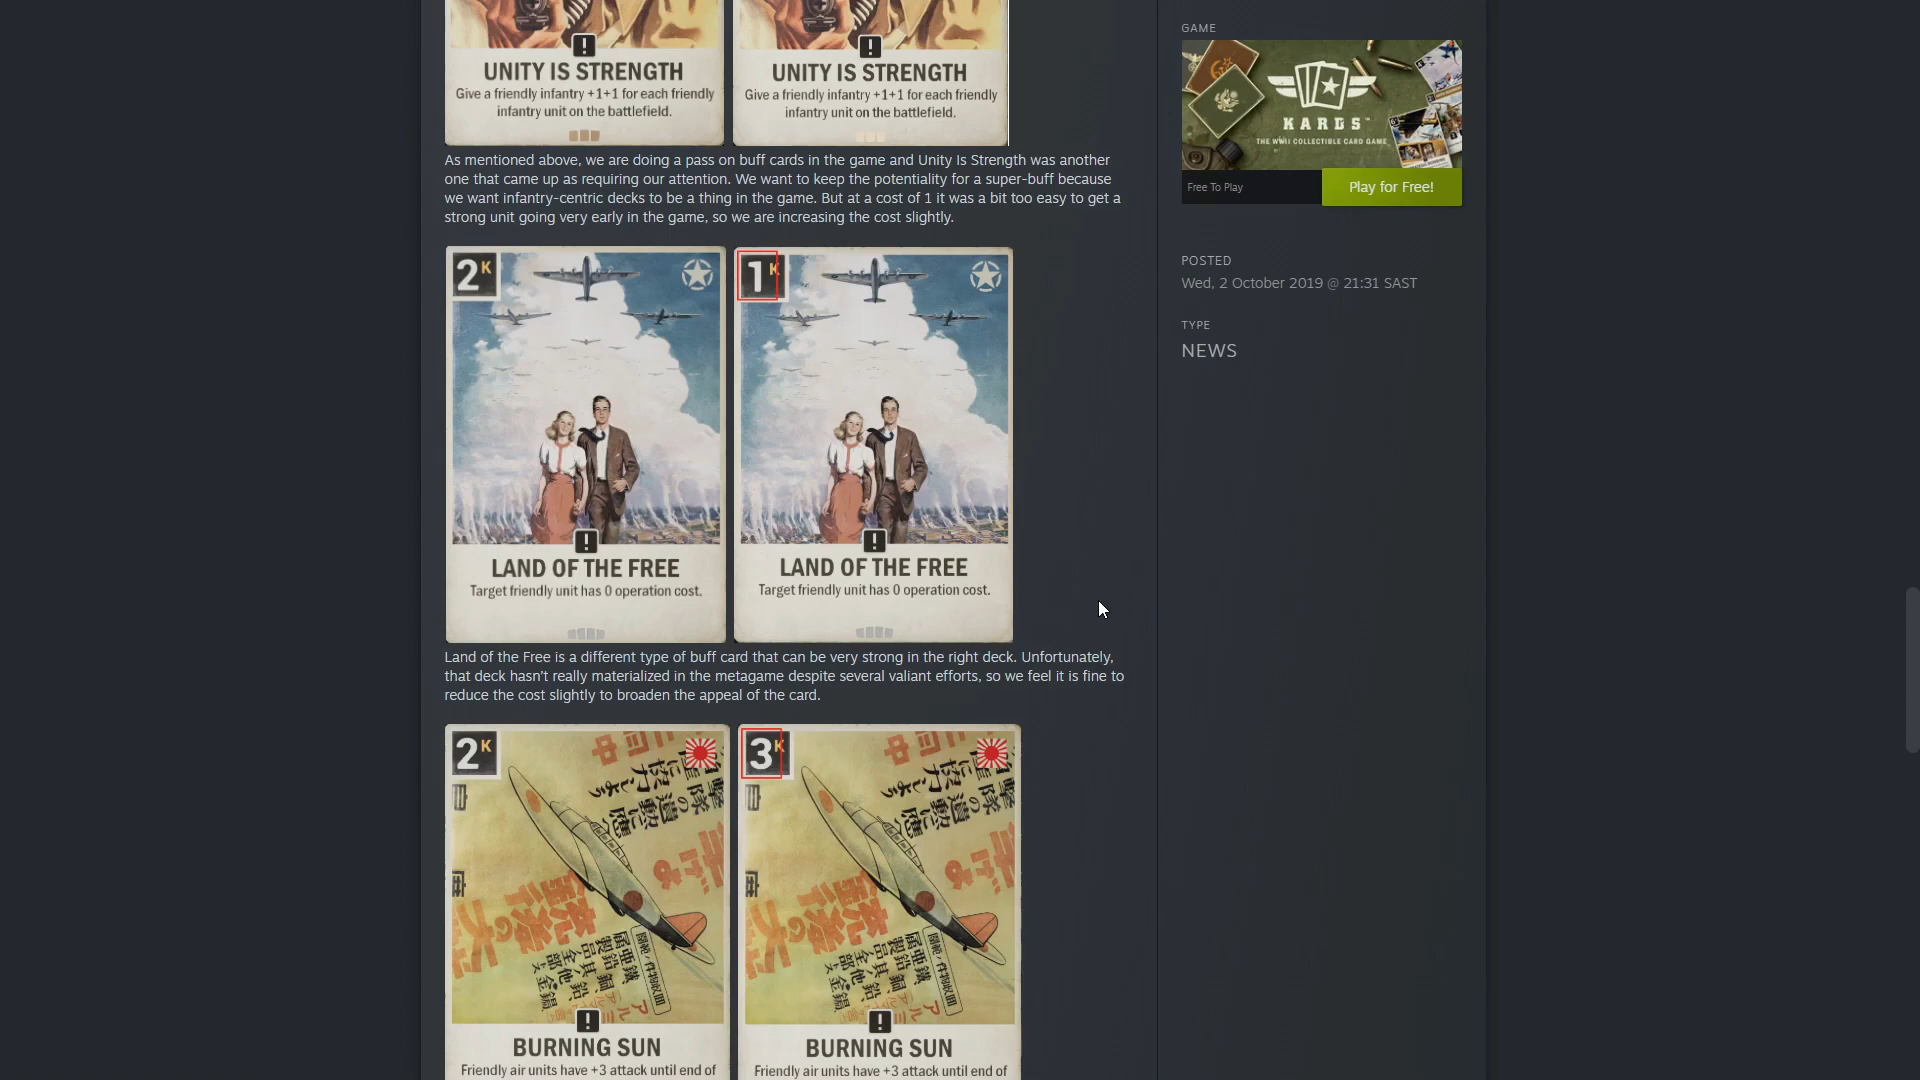 GAME
UNITY IS STRENGTH
Give a friendly infantry +1+1 for each friendly
infantry unit on the battlefield.
UNITY IS STRENGTH
Give a friendly infantry +1+1 for each friendly
infantry unit on the battlefield.
KARDS
THE WWII COLLECTIBLE CARD GAME
Free To Play
Play for Free!
As mentioned above, we are doing a pass on buff cards in the game and Unity Is Strength was another
one that came up as requiring our attention. We want to keep the potentiality for a super-buff because
we want infantry-centric decks to be a thing in the game. But at a cost of 1 it was a bit too easy to get a
strong unit going very early in the game, so we are increasing the cost slightly.
POSTED
Wed, 2 October 2019 @ 21:31 SAST
TYPE
NEWS
2K
LAND OF THE FREE
Target friendly unit has 0 operation cost.
1K
LAND OF THE FREE
Target friendly unit has 0 operation cost.
Land of the Free is a different type of buff card that can be very strong in the right deck. Unfortunately,
that deck hasn't really materialized in the metagame despite several valiant efforts, so we feel it is fine to
reduce the cost slightly to broaden the appeal of the card.
2K
BURNING SUN
Friendly air units have +3 attack until end of
3K
BURNING SUN
Friendly air units have +3 attack until end of